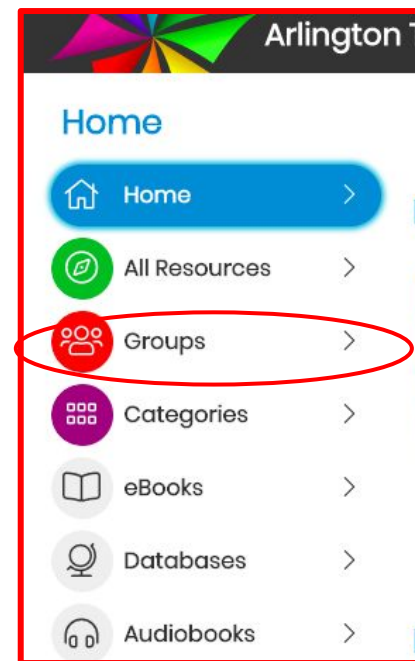 Arlington
Home
Home
All Resources
Groups
Categories
eBooks
Databases
Audiobooks